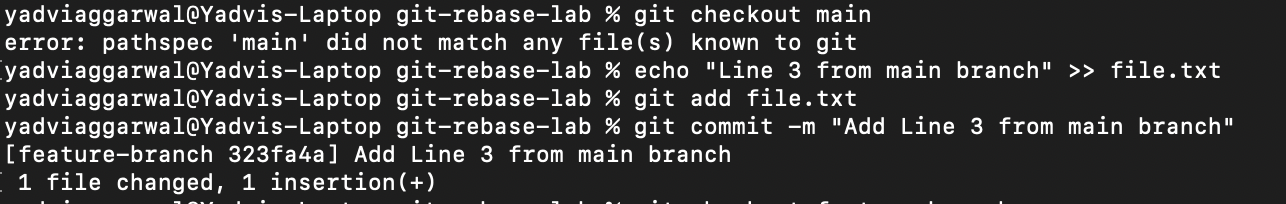 yadviaggarwal@Yadvis-Laptop git-rebase-lab % git checkout main
error: pathspec 'main' did not match any file(s) known to git
yadviaggarwal@Yadvis-Laptop git-rebase-lab % echo "Line 3 from main branch" >> file.txt
yadviaggarwal@Yadvis-Laptop git-rebase-lab % git add file.txt
yadviaggarwal@Yadvis-Laptop git-rebase-lab % git commit -m "Add Line 3 from main branch"
[feature-branch 323fa4a] Add Line 3 from main branch
1 file changed, 1 insertion(+)